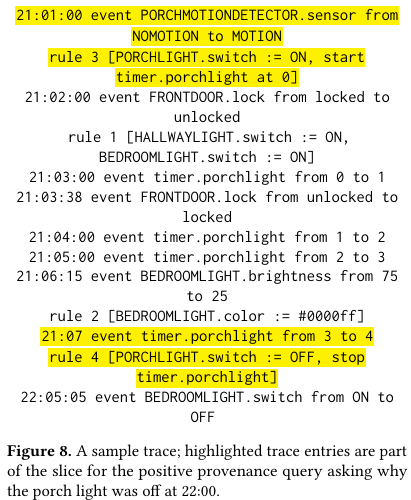 21:01:00 event PORCHMOTIONDETECTOR.sensor from
NOMOTION to MOTION
rule 3 [PORCHLIGHT.switch := ON, start
timer.porchlight at 0]
21:02:00 event FRONTDOOR.lock from locked to
unlocked
rule 1 [HALLWAYLIGHT.switch := ON,
BEDROOMLIGHT.switch := ON]
21:03:00 event timer.porchlight from 0 to 1
21:03:38 event FRONTDOOR.lock from unlocked to
locked
21:04:00 event timer.porchlight from 1 to 2
21:05:00 event timer.porchlight from 2 to 3
21:06:15 event BEDROOMLIGHT.brightness from 75
to 25
rule 2 [BEDROOMLIGHT.color := #0000ff]
21:07 event timer.porchlight from 3 to 4
rule 4 [PORCHLIGHT.switch := OFF, stop
timer.porchlight]
22:05:05 event BEDROOMLIGHT.switch from ON to
OFF
Figure 8. A sample trace; highlighted trace entries are part
of the slice for the positive provenance query asking why
the porch light was off at 22:00.